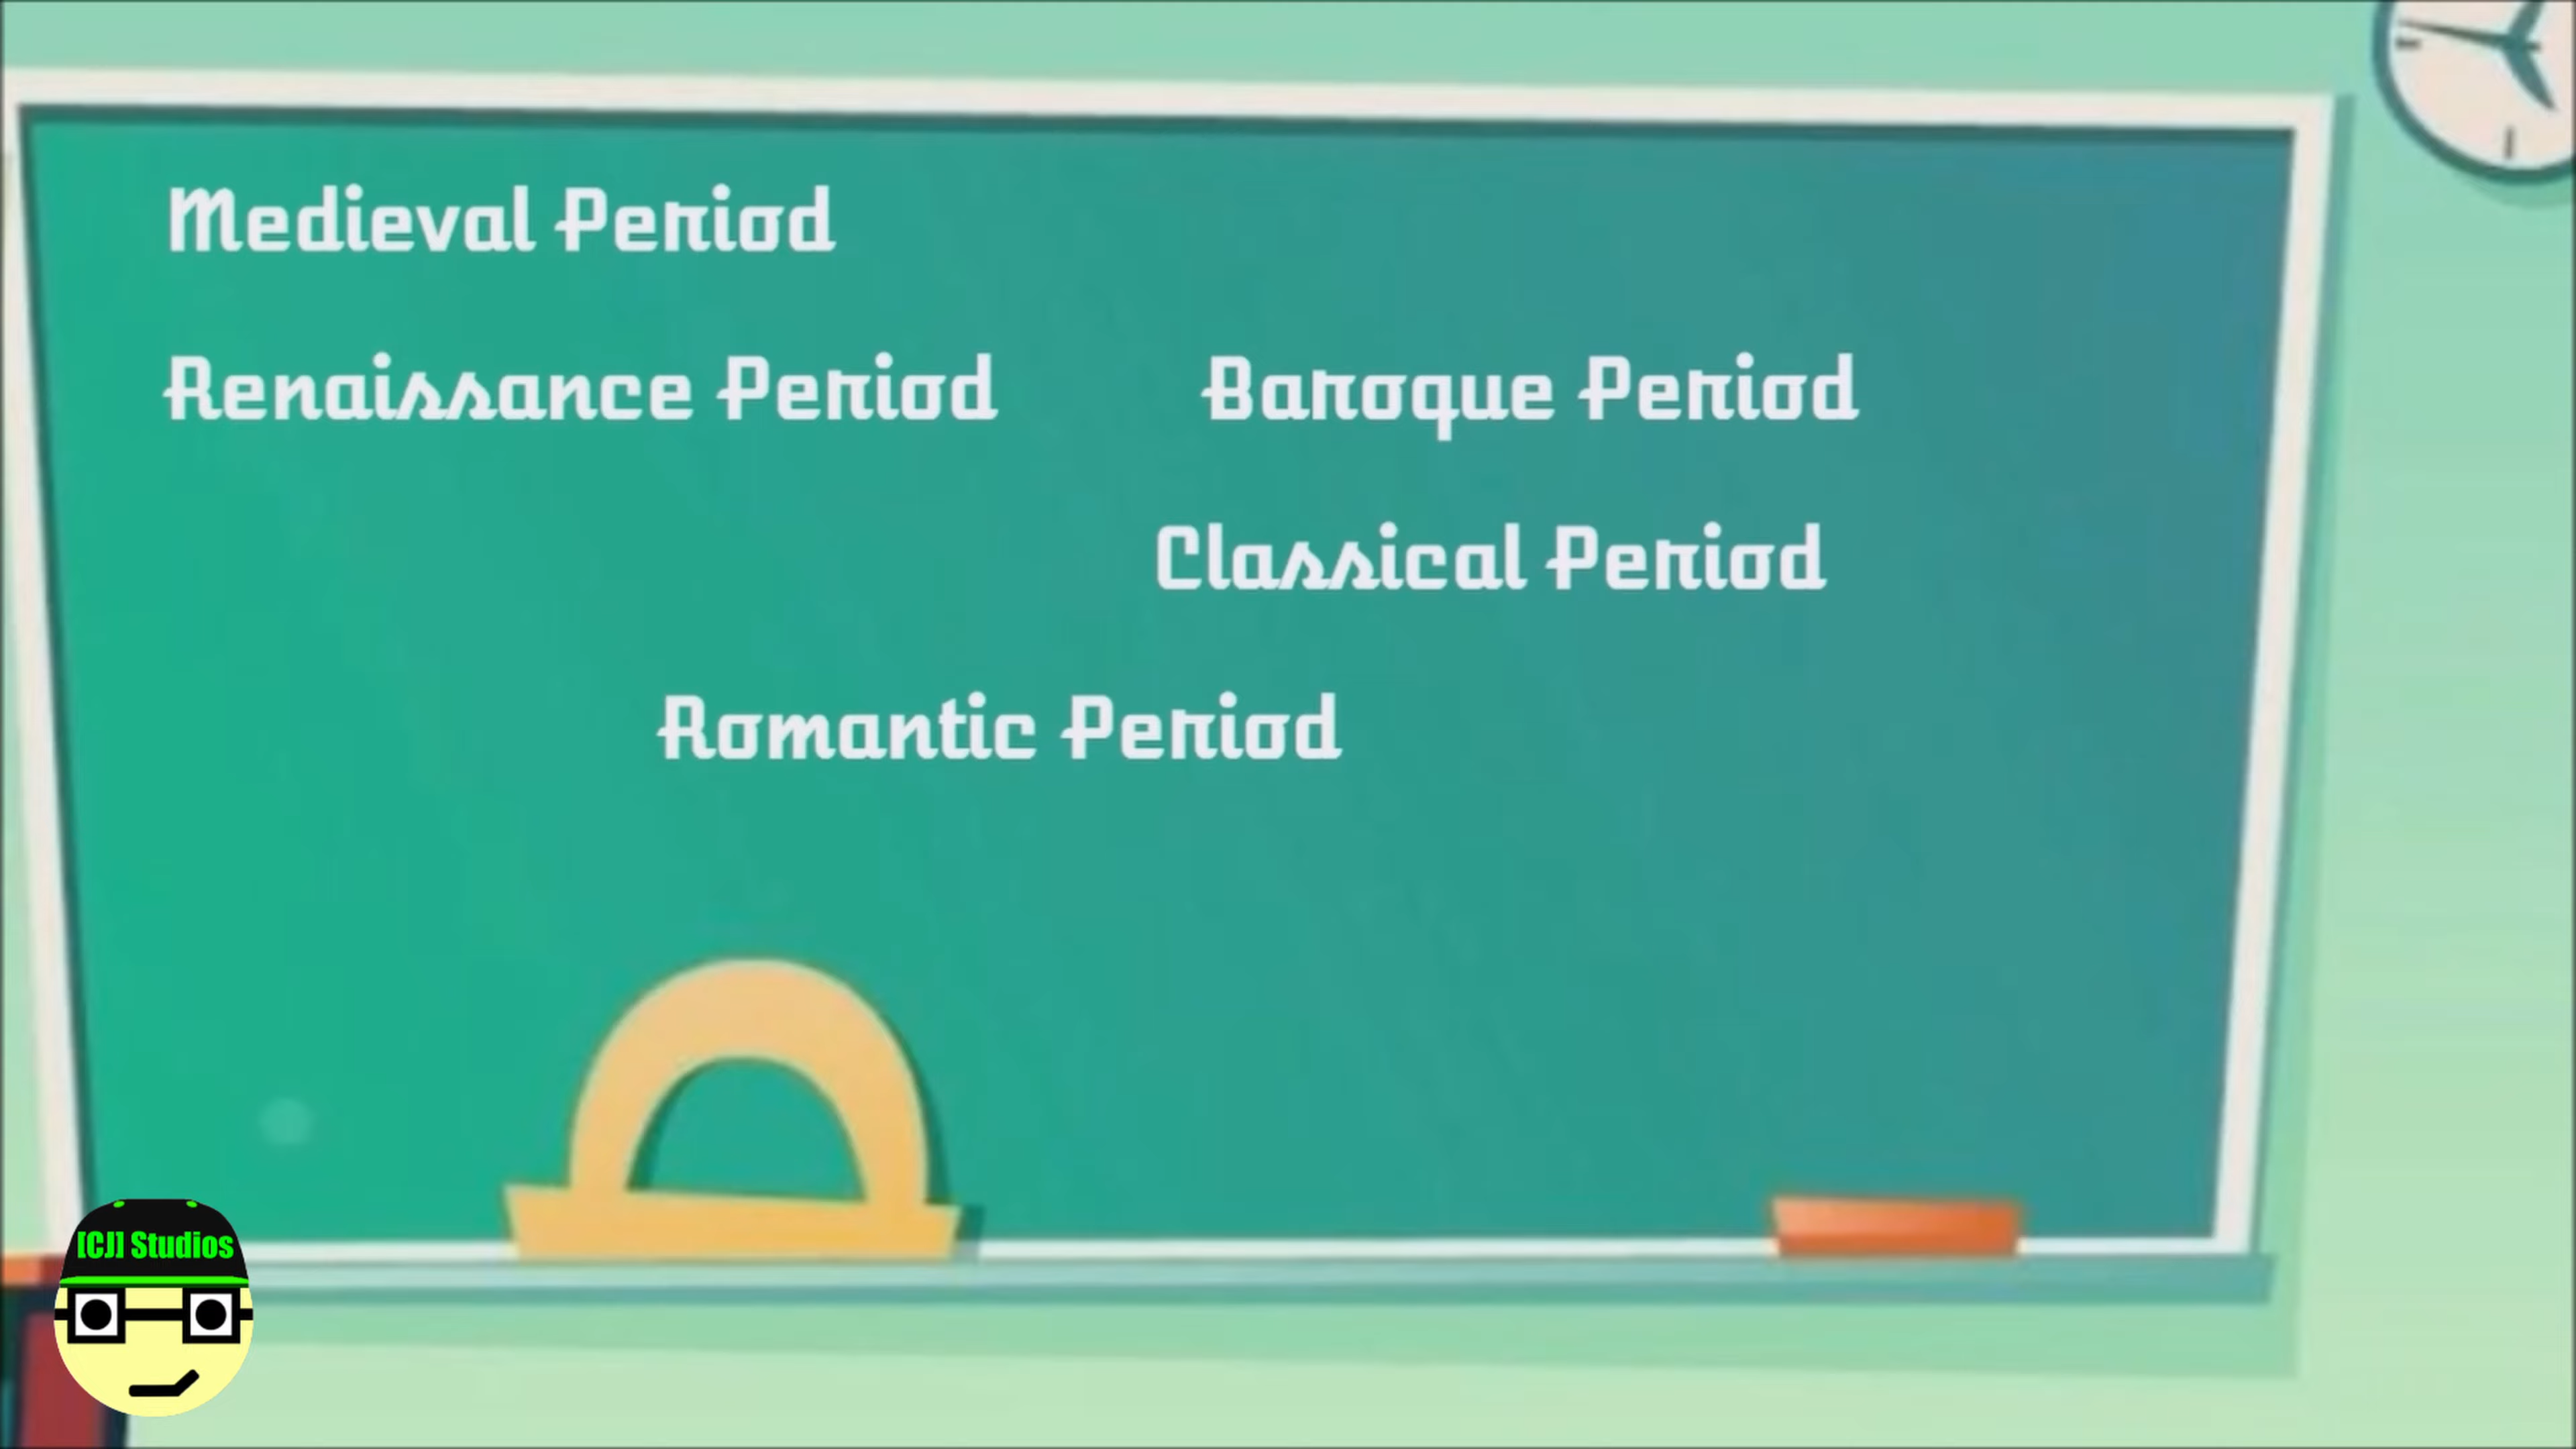 Medieval Period
Renaissance Period
Baroque Period
Classical Period
Romantic Period
[CJ] Studios